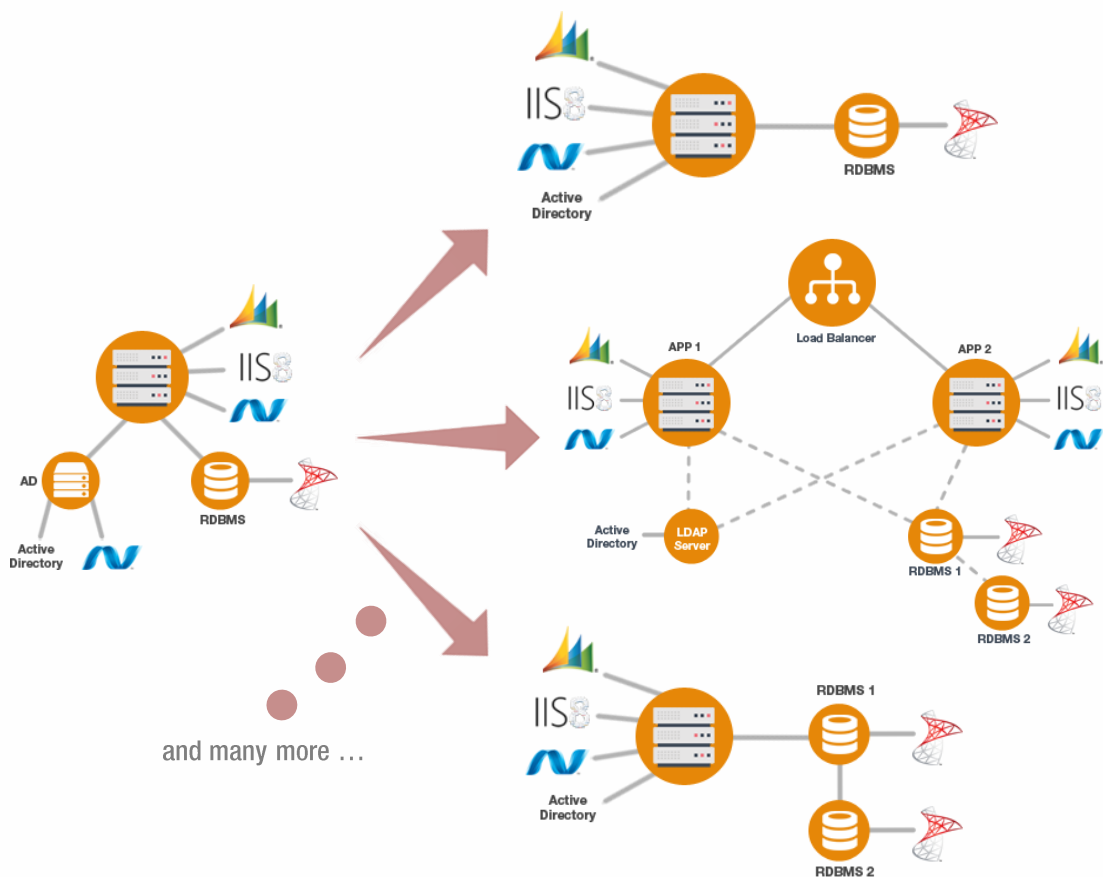 IIS8
Active
Directory
RDBMS
Load Balancer
APP 1
APP 2
IIS8
IIS8
Active
Directory
LDAP
Server
RDBMS 1
RDBMS 2
IIS8
AD
RDBMS
Active
Directory
and many more ...
IIS8
Active
Directory
RDBMS 1
RDBMS 2